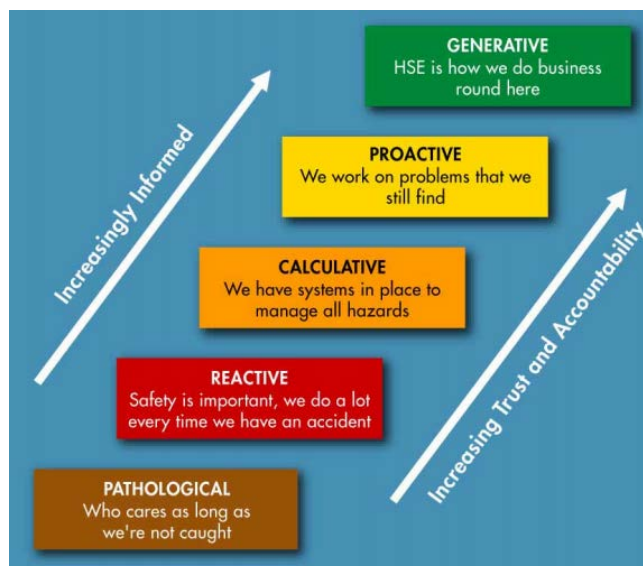 GENERATIVE
HSE is how we do business
round here
PROACTIVE
We work on problems that we
still find
Increasingly Informed
CALCULATIVE
We have systems in place to
manage all hazards
REACTIVE
Safety is important, we do a lot
every time we have an accident
Increasing Trust and Accountability
PATHOLOGICAL
Who cares as long as
we're not caught